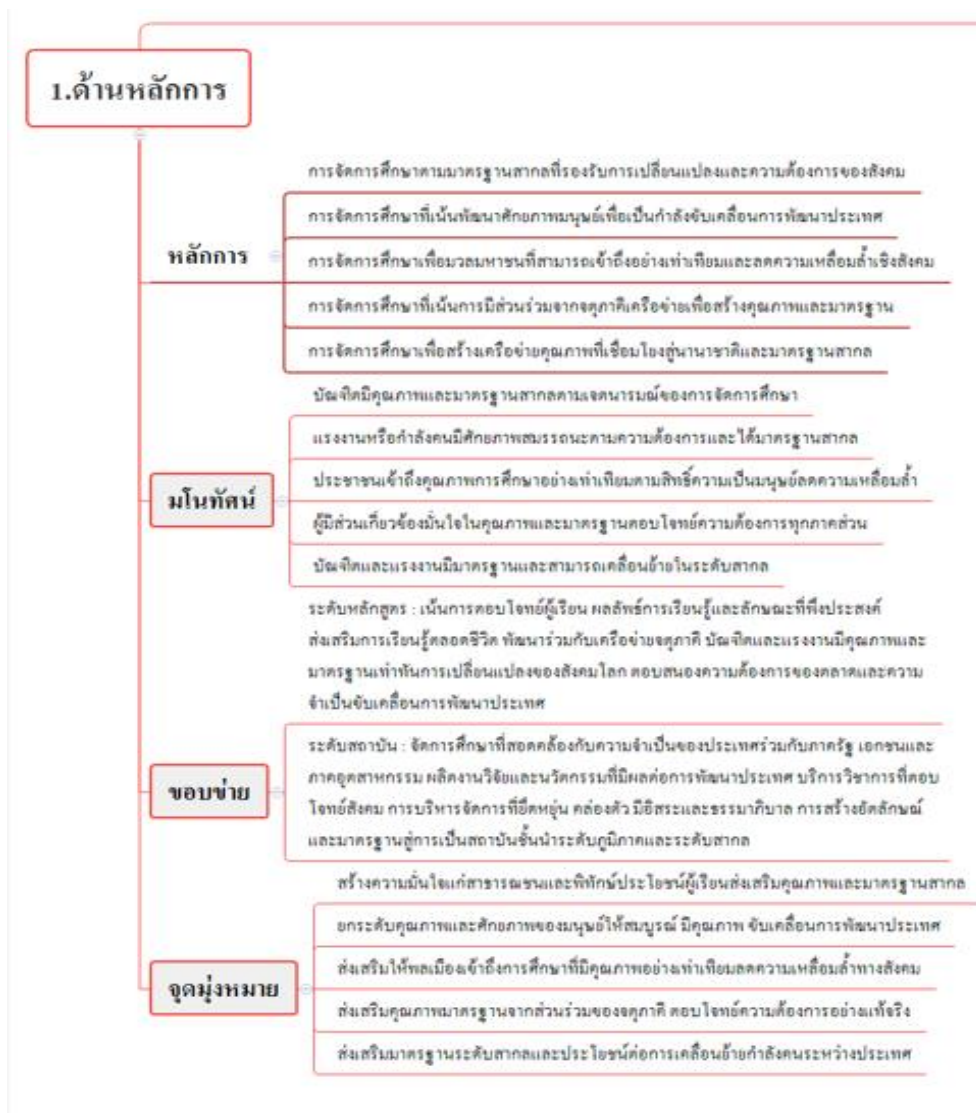 1.ด้านหลักการ
หลักการ
การจัดการศึกษาตามมาตรฐานสากลที่รองรับการเปลี่ยนแปลงและความต้องการของสังคม
การจัดการศึกษาที่เน้นพัฒนาศักยภาพมนุษย์เพื่อเป็นกำลังขับเคลื่อนการพัฒนาประเทศ
การจัดการศึกษาเพื่อมวลมหาชนที่สามารถเข้าถึงอย่างเท่าเทียมและลดความเหลื่อมล้ำเชิงสังคม
การจัดการศึกษาที่เน้นการมีส่วนร่วมจากจตุภาคีเครือข่ายเพื่อสร้างคุณภาพและมาตรฐาน
การจัดการศึกษาเพื่อสร้างเครือข่ายคุณภาพที่เชื่อมโยงสู่นานาชาติและมาตรฐานสากล
มโนทัศน์
บัณฑิตมีคุณภาพและมาตรฐานสากลตามเจตนารมณ์ของการจัดการศึกษา
แรงงานหรือกำลังคนมีศักยภาพสมรรถนะตามความต้องการและได้มาตรฐานสากล
ประชาชนเข้าถึงคุณภาพการศึกษาอย่างเท่าเทียมตามสิทธิ์ความเป็นมนุษย์ลดความเหลื่อมล้ำ
ผู้มีส่วนเกี่ยวข้องมั่นใจในคุณภาพและมาตรฐานตอบโจทย์ความต้องการทุกภาคส่วน
บัณฑิตและแรงงานมีมาตรฐานและสามารถเคลื่อนย้ายในระดับสากล
ขอบข่าย
ระดับหลักสูตร : เน้นการตอบโจทย์ผู้เรียน ผลลัพธ์การเรียนรู้และลักษณะที่พึงประสงค์
ส่งเสริมการเรียนรู้ตลอดชีวิต พัฒนาร่วมกับเครือข่ายจตุภาคี บัณฑิตและแรงงานมีคุณภาพและ
มาตรฐานเท่าทันการเปลี่ยนแปลงของสังคมโลก ตอบสนองความต้องการของตลาดและความ
จำเป็นขับเคลื่อนการพัฒนาประเทศ
ระดับสถาบัน : จัดการศึกษาที่สอดคล้องกับความจำเป็นของประเทศร่วมกับภาครัฐ เอกชนและ
ภาคอุตสาหกรรม ผลิตงานวิจัยและนวัตกรรมที่มีผลต่อการพัฒนาประเทศ บริการวิชาการที่ตอบ
โจทย์สังคม การบริหารจัดการที่ยืดหยุ่น คล่องตัว มีอิสระและธรรมาภิบาล การสร้างอัตลักษณ์
และมาตรฐานสู่การเป็นสถาบันชั้นนำระดับภูมิภาคและระดับสากล
จุดมุ่งหมาย
สร้างความมั่นใจแก่สาธารณชนและพิทักษ์ประโยชน์ผู้เรียนส่งเสริมคุณภาพและมาตรฐานสากล
ยกระดับคุณภาพและศักยภาพของมนุษย์ให้สมบูรณ์ มีคุณภาพ ขับเคลื่อนการพัฒนาประเทศ
ส่งเสริมให้พลเมืองเข้าถึงการศึกษาที่มีคุณภาพอย่างเท่าเทียมลดความเหลื่อมล้ำทางสังคม
ส่งเสริมคุณภาพมาตรฐานจากส่วนร่วมของจตุภาคี ตอบโจทย์ความต้องการอย่างแท้จริง
ส่งเสริมมาตรฐานระดับสากลและประโยชน์ต่อการเคลื่อนย้ายกำลังคนระหว่างประเทศ